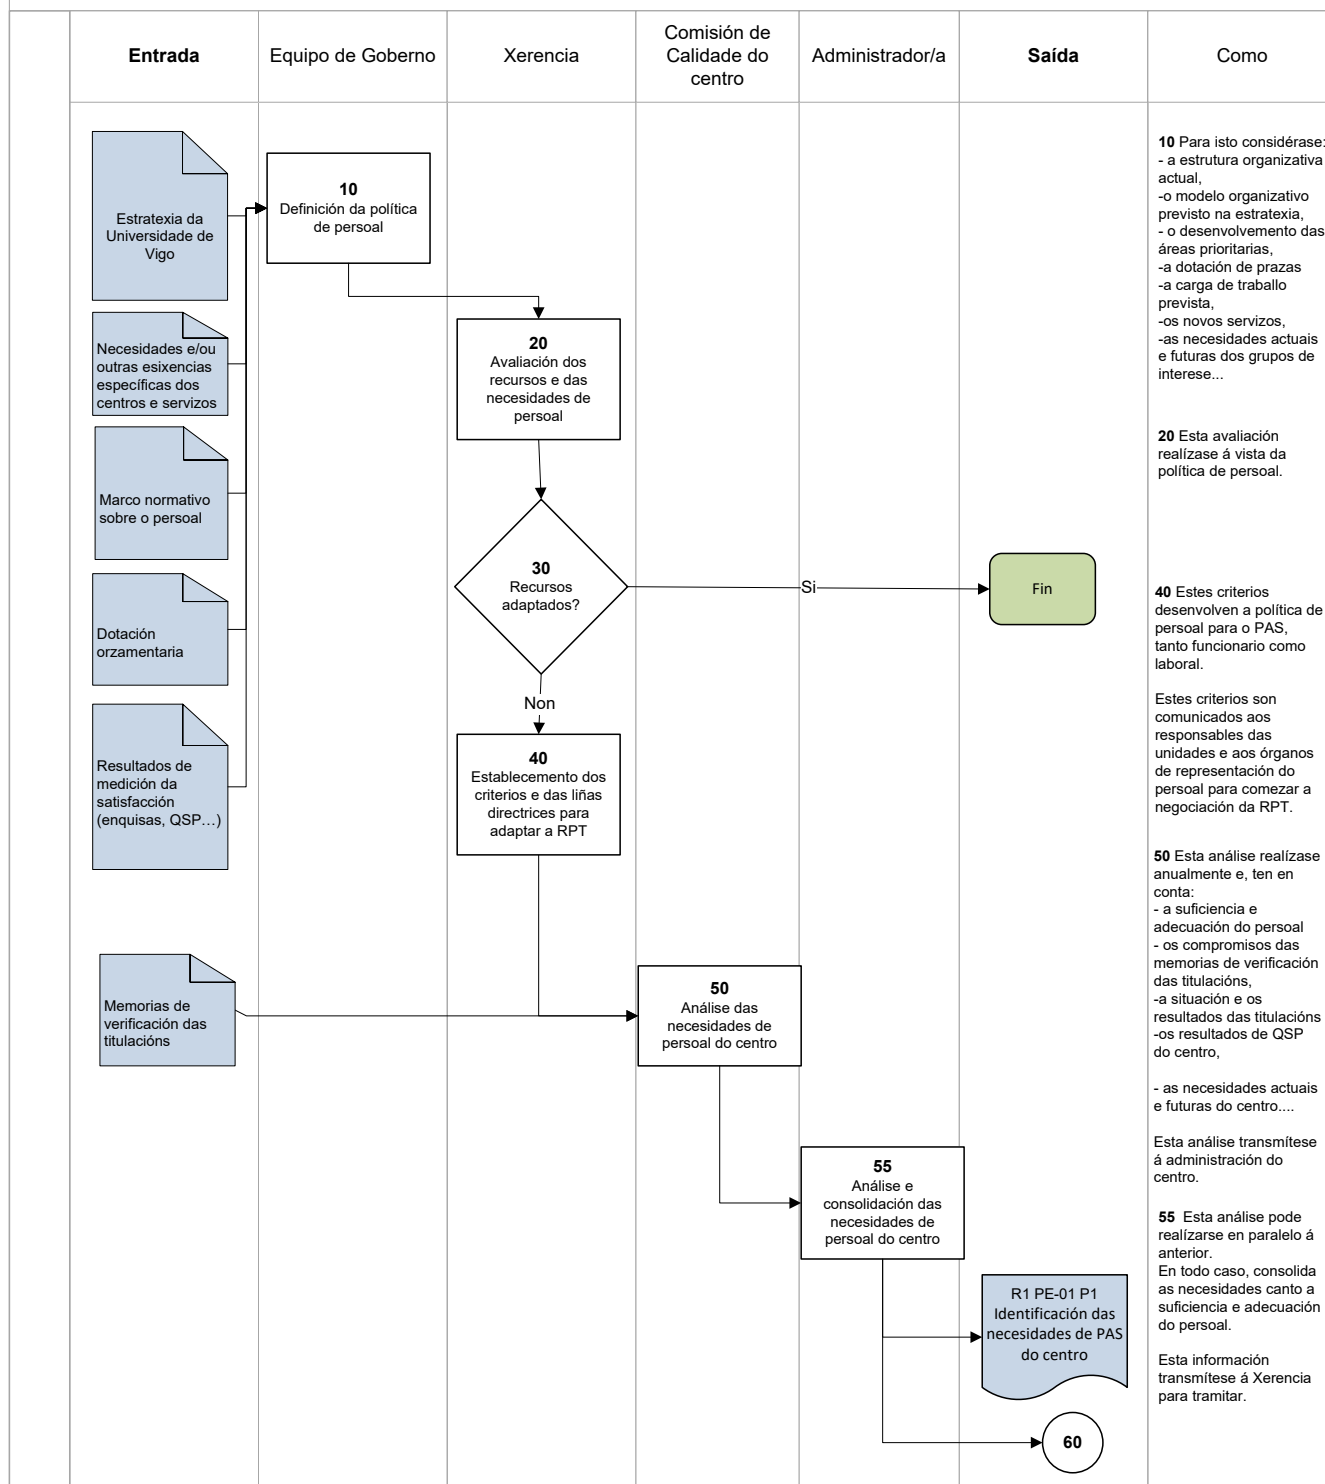 Entrada
Equipo de Goberno
Xerencia
Comisión de
Calidade do
centro
Administrador/a
Saída
Como
Estratexia da
Universidade de
Vigo
Necesidades e/ou
outras esixencias
específicas dos
centros e servizos
Marco normativo
sobre o persoal
Dotación
orzamentaria
Resultados de
medición da
satisfacción
(enquisas, QSP…)
Memorias de
verificación das
titulacións
10
Definición da política
de persoal
20
Avaliación dos
recursos e das
necesidades de
persoal
30
Recursos
adaptados?
Si
Non
40
Establecemento dos
criterios e das liñas
directrices para
adaptar a RPT
50
Análise das
necesidades de
persoal do centro
55
Análise e
consolidación das
necesidades de
persoal do centro
Fin
R1 PE-01 P1
Identificación das
necesidades de PAS
do centro
60
10 Para isto considérase:
- a estrutura organizativa
actual,
-o modelo organizativo
previsto na estratexia,
- o desenvolvemento das
áreas prioritarias,
-a dotación de prazas
-a carga de traballo
prevista,
-os novos servizos,
-as necesidades actuais
e futuras dos grupos de
interese...
20 Esta avaliación
realízase á vista da
política de persoal.
40 Estes criterios
desenvolven a política de
persoal para o PAS,
tanto funcionario como
laboral.
Estes criterios son
comunicados aos
responsables das
unidades e aos órganos
de representación do
persoal para comezar a
negociación da RPT.
50 Esta análise realízase
anualmente e, ten en
conta:
- a suficiencia e
adecuación do persoal
- os compromisos das
memorias de verificación
das titulacións,
-a situación e os
resultados das titulacións
-os resultados de QSP
do centro,
- as necesidades actuais
e futuras do centro....
Esta análise transmítese
á administración do
centro.
55 Esta análise pode
realízarse en paralelo á
anterior.
En todo caso, consolida
as necesidades canto a
suficiencia e adecuación
do persoal.
Esta información
transmítese á Xerencia
para tramitar.